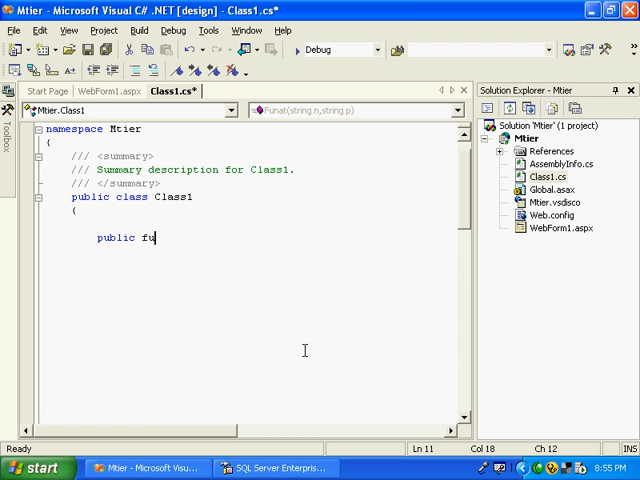 Mtier - Microsoft Visual C# .NET [design] - Class1.cs*
File Edit View Project Build Debug Tools Window Help
Debug
Start Page WebForm1.aspx Class1.cs*
Mtier.Class1 Funat(string n,string p)
Toolbox
namespace Mtier
{
/// <summary>
/// Summary description for Class1.
/// </summary>
public class Class1
{
public fu
Solution Explorer - Mtier
Solution 'Mtier' (1 project)
Mtier
References
AssemblyInfo.cs
Class1.cs
Global.asax
Mtier.vsdisco
Web.config
WebForm1.aspx
Ready Ln 11 Col 18 Ch 12 INS
start Mtier - Microsoft Visu... SQL Server Enterpris... 8:55 PM